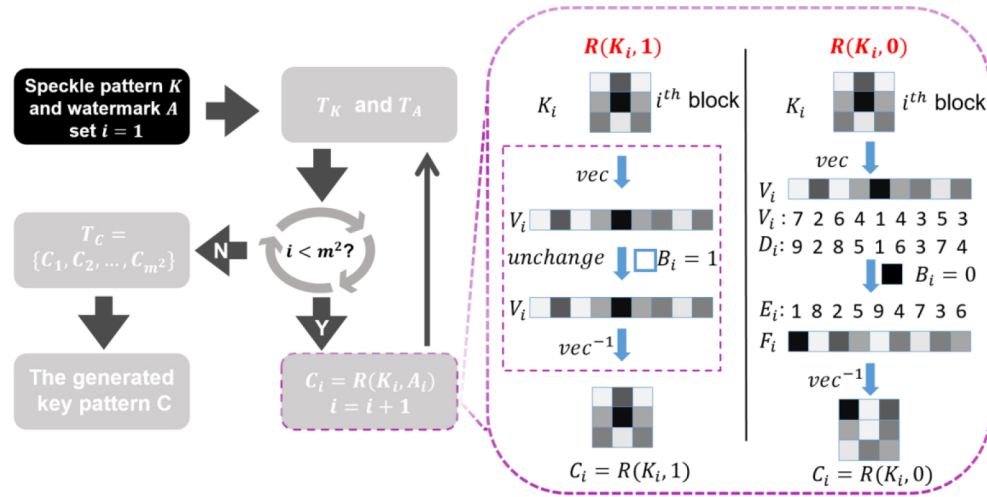 Speckle pattern K
and watermark A
set i = 1
T_K and T_A
i < m²?
N
Y
T_C =
{C_1, C_2, ..., C_{m²}}
The generated
key pattern C
C_i = R(K_i, A_i)
i = i + 1
R(K_i, 1)
K_i
i^{th} block
vec
V_i
unchange
B_i = 1
V_i
vec⁻¹
C_i = R(K_i, 1)
R(K_i, 0)
K_i
i^{th} block
vec
V_i
V_i: 7 2 6 4 1 4 3 5 3
D_i: 9 2 8 5 1 6 3 7 4
B_i = 0
E_i: 1 8 2 5 9 4 7 3 6
F_i
vec⁻¹
C_i = R(K_i, 0)